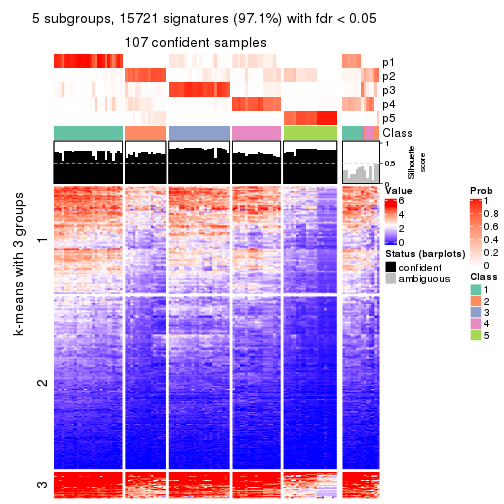 5 subgroups, 15721 signatures (97.1%) with fdr < 0.05
107 confident samples
p1
p2
p3
p4
p5
Class
1
0.5
0
Silhouette
score
k-means with 3 groups
1
2
3
Value
6
4
2
0
Status (barplots)
confident
ambiguous
Prob
1
0.8
0.6
0.4
0.2
0
Class
1
2
3
4
5